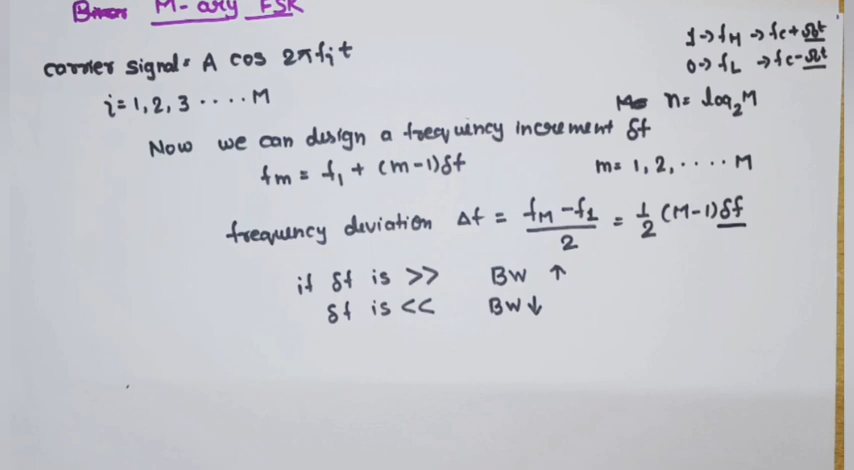 M-ary FSK
carrier signal = A cos 2πfit
i = 1, 2, 3 ···· M
1 → fH → fc + Ωt
0 → fL → fc - Ωt
n = log2M
Now we can design a frequency increment δf
fm = f1 + (m-1)δf
m = 1, 2, ···· M
frequency deviation Δf = fM - f1 / 2 = 1/2 (M-1)δf
if δf is >> BW ↑
δf is << BW ↓